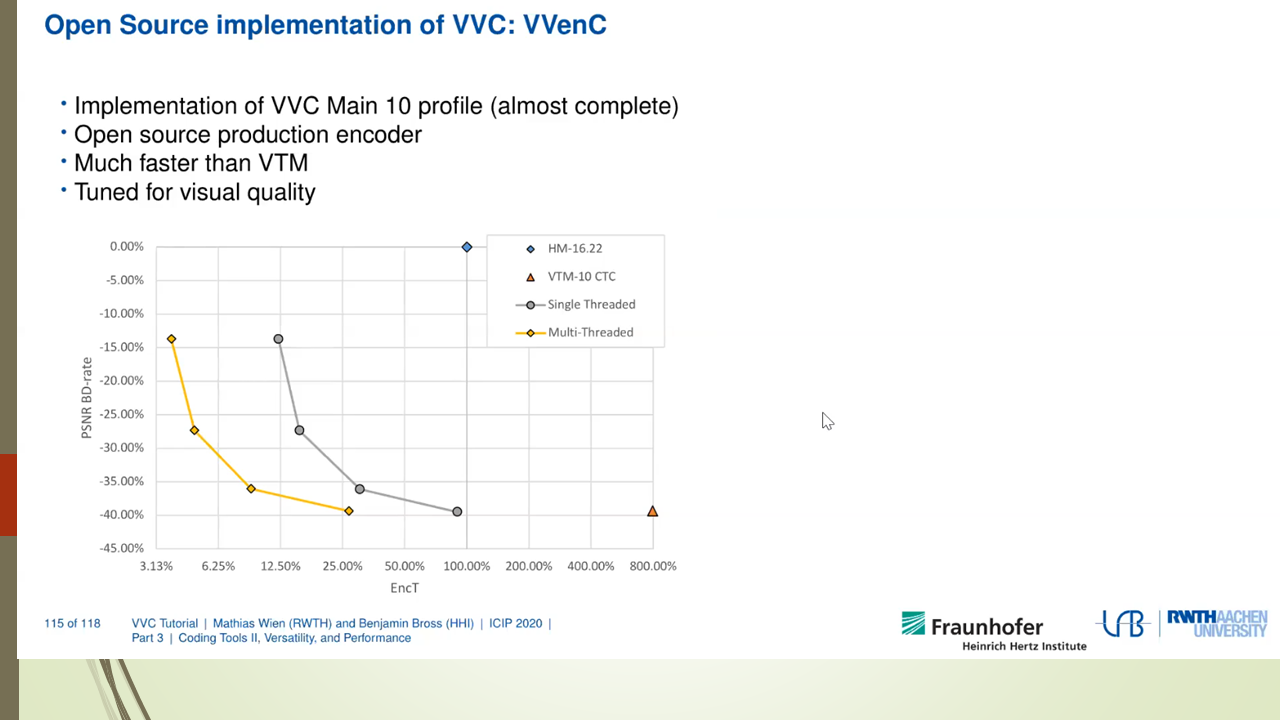 Open Source implementation of VVC: VVenC
• Implementation of VVC Main 10 profile (almost complete)
• Open source production encoder
• Much faster than VTM
• Tuned for visual quality
0.00%
-5.00%
-10.00%
-15.00%
-20.00%
-25.00%
-30.00%
-35.00%
-40.00%
-45.00%
PSNR BD-rate
HM-16.22
VTM-10 CTC
Single Threaded
Multi-Threaded
3.13% 6.25% 12.50% 25.00% 50.00% 100.00% 200.00% 400.00% 800.00%
EncT
115 of 118
VVC Tutorial | Mathias Wien (RWTH) and Benjamin Bross (HHI) | ICIP 2020 |
Part 3 | Coding Tools II, Versatility, and Performance
Fraunhofer
Heinrich Hertz Institute
RWTHAACHEN
UNIVERSITY